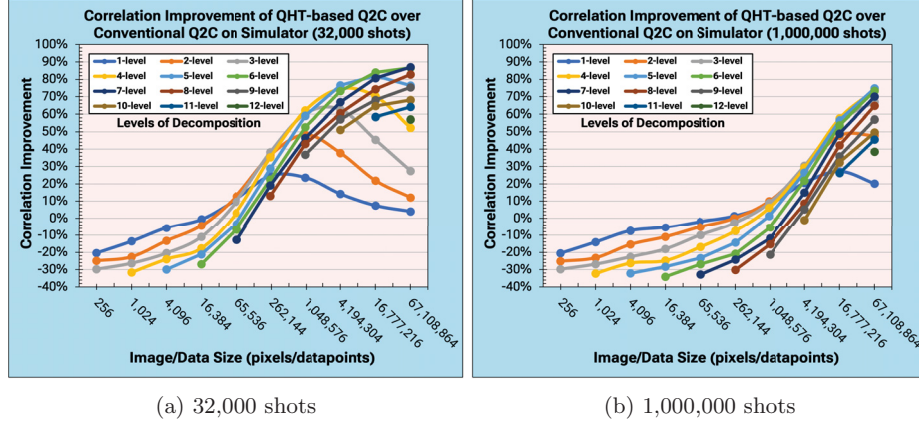 Correlation Improvement of QHT-based Q2C over
Conventional Q2C on Simulator (32,000 shots)
100%
90%
80%
70%
60%
50%
40%
30%
20%
10%
0%
-10%
-20%
-30%
-40%
Correlation Improvement
1-level 2-level 3-level
4-level 5-level 6-level
7-level 8-level 9-level
10-level 11-level 12-level
Levels of Decomposition
256 1,024 4,096 16,384 65,536 262,144 1,048,576 4,194,304 16,777,216 67,108,864
Image/Data Size (pixels/datapoints)
(a) 32,000 shots
Correlation Improvement of QHT-based Q2C over
Conventional Q2C on Simulator (1,000,000 shots)
100%
90%
80%
70%
60%
50%
40%
30%
20%
10%
0%
-10%
-20%
-30%
-40%
Correlation Improvement
1-level 2-level 3-level
4-level 5-level 6-level
7-level 8-level 9-level
10-level 11-level 12-level
Levels of Decomposition
256 1,024 4,096 16,384 65,536 262,144 1,048,576 4,194,304 16,777,216 67,108,864
Image/Data Size (pixels/datapoints)
(b) 1,000,000 shots